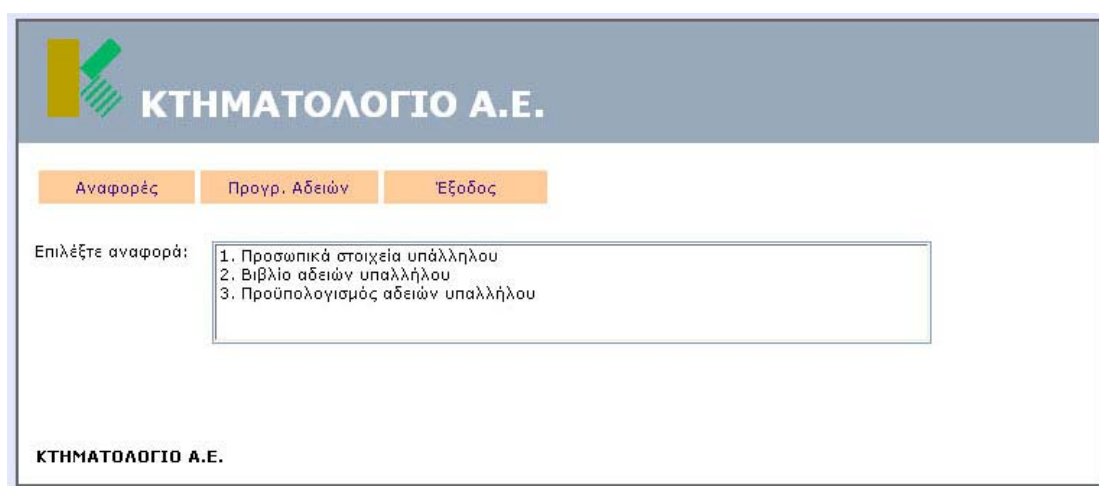 ΚΤΗΜΑΤΟΛΟΓΙΟ Α.Ε.
Αναφορές Προγρ. Αδειών Έξοδος
Επιλέξτε αναφορά:
1. Προσωπικά στοιχεία υπάλληλου
2. Βιβλίο αδειών υπαλλήλου
3. Προϋπολογισμός αδειών υπαλλήλου
ΚΤΗΜΑΤΟΛΟΓΙΟ Α.Ε.